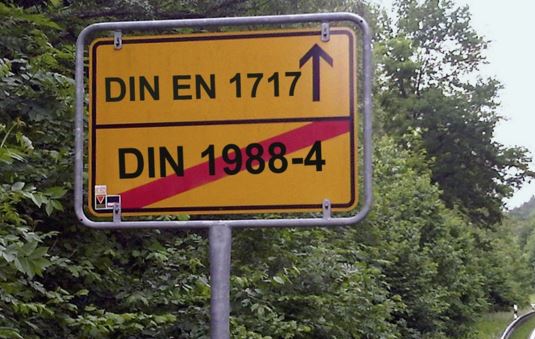 DIN EN 1717 ↑
DIN 1988-4